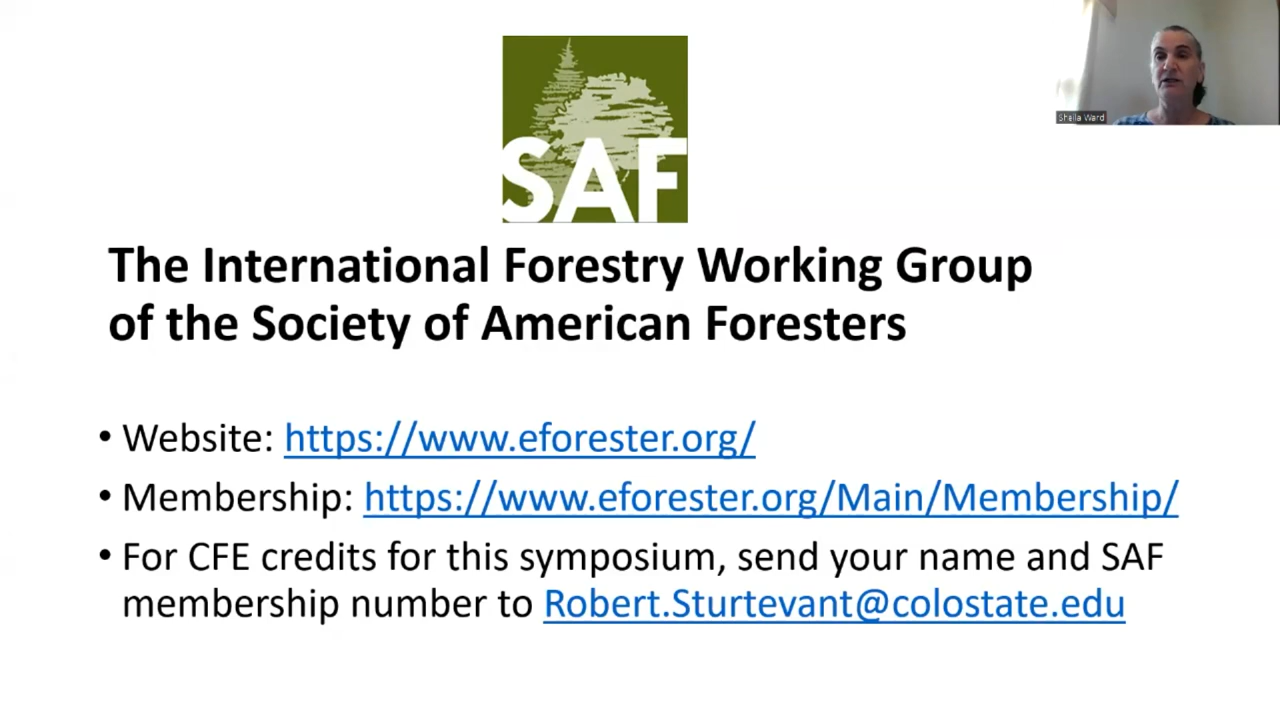 SAF
Sheila Ward
The International Forestry Working Group
of the Society of American Foresters
• Website: https://www.eforester.org/
• Membership: https://www.eforester.org/Main/Membership/
• For CFE credits for this symposium, send your name and SAF
membership number to Robert.Sturtevant@colostate.edu